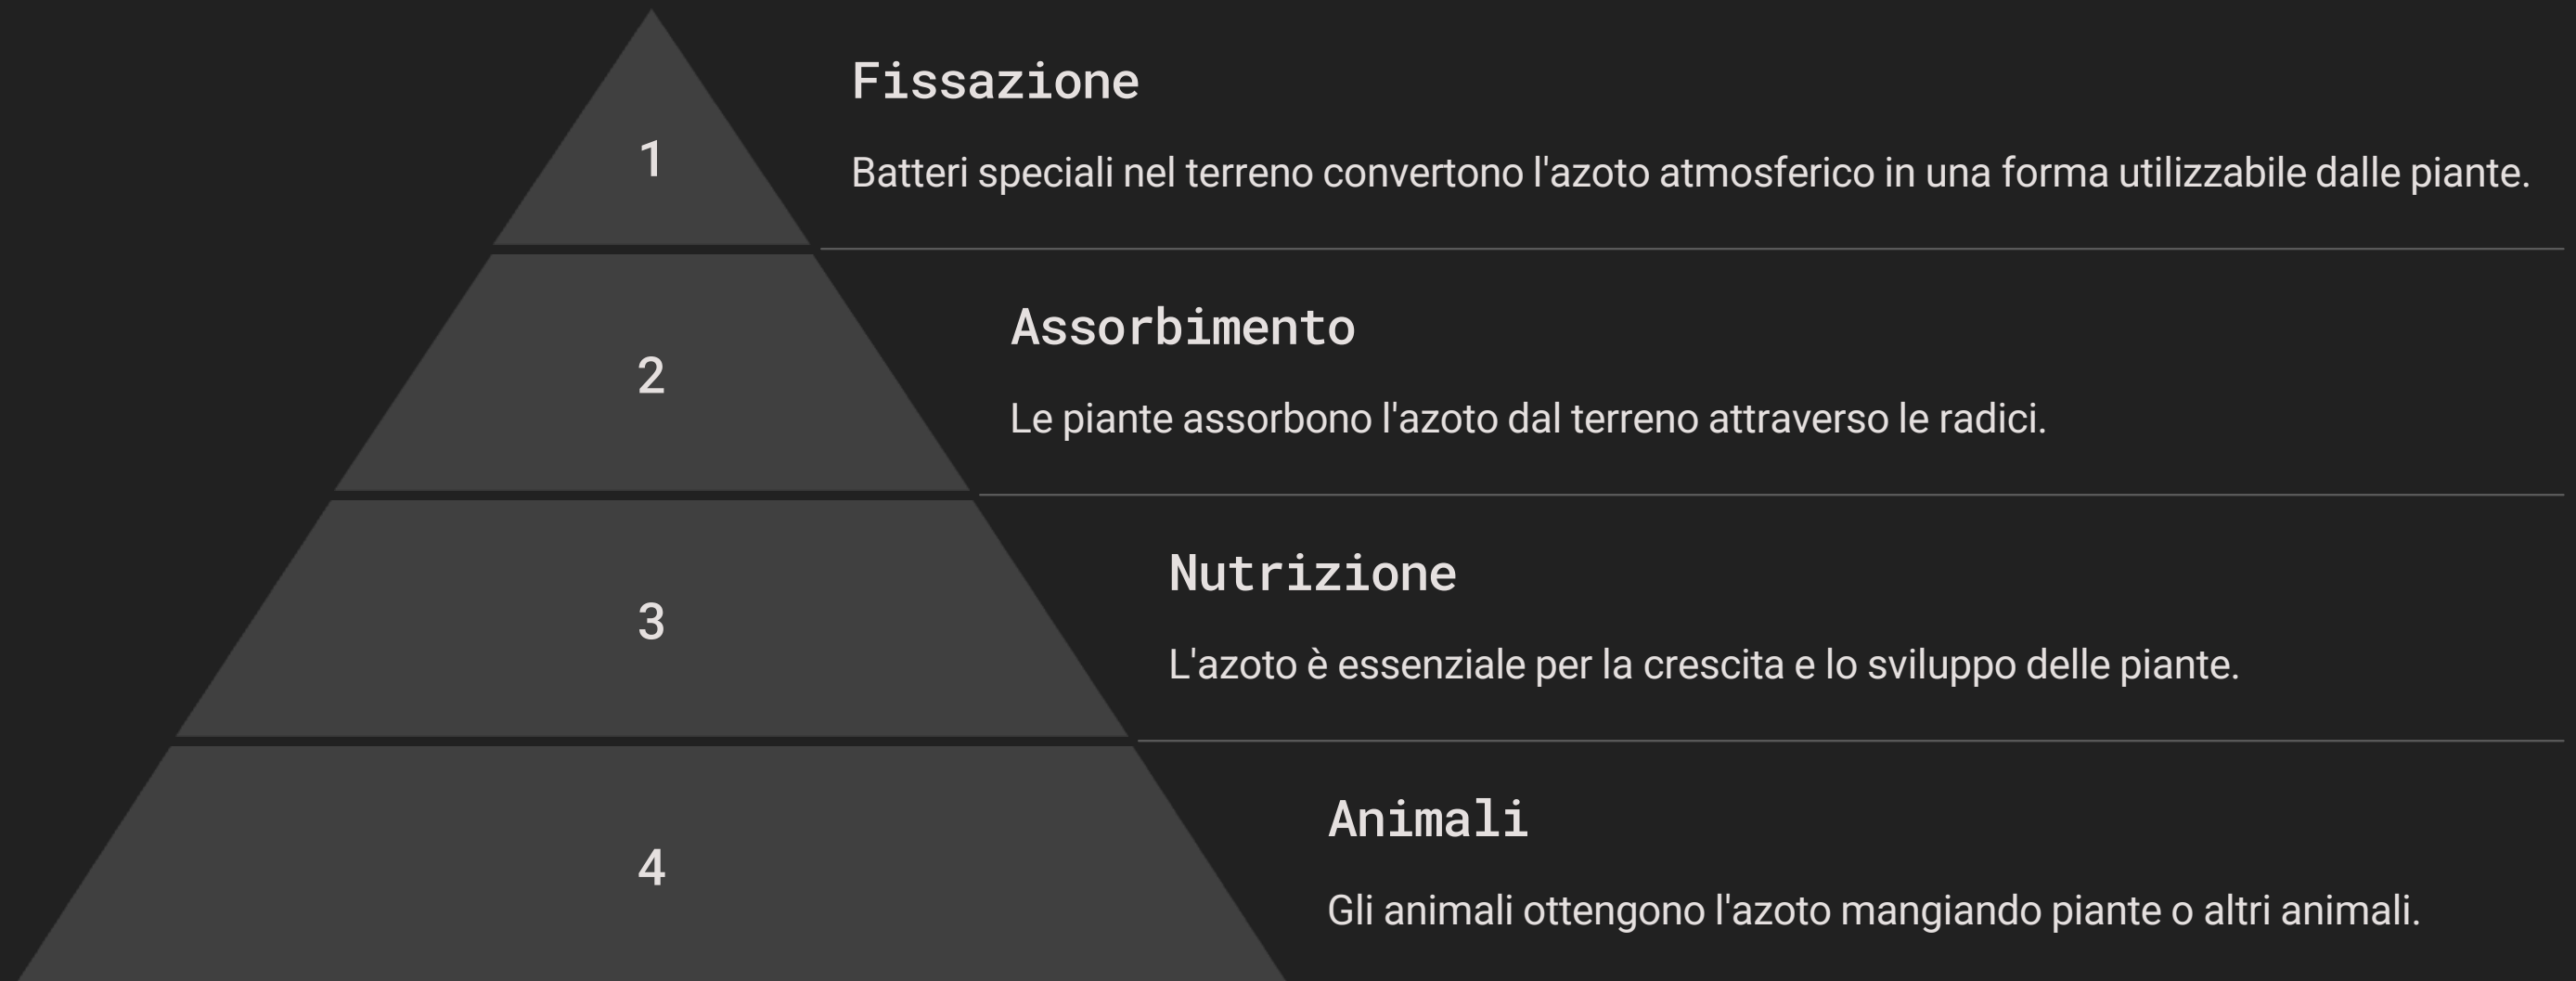 1
Fissazione
Batteri speciali nel terreno convertono l'azoto atmosferico in una forma utilizzabile dalle piante.
2
Assorbimento
Le piante assorbono l'azoto dal terreno attraverso le radici.
3
Nutrizione
L'azoto è essenziale per la crescita e lo sviluppo delle piante.
4
Animali
Gli animali ottengono l'azoto mangiando piante o altri animali.